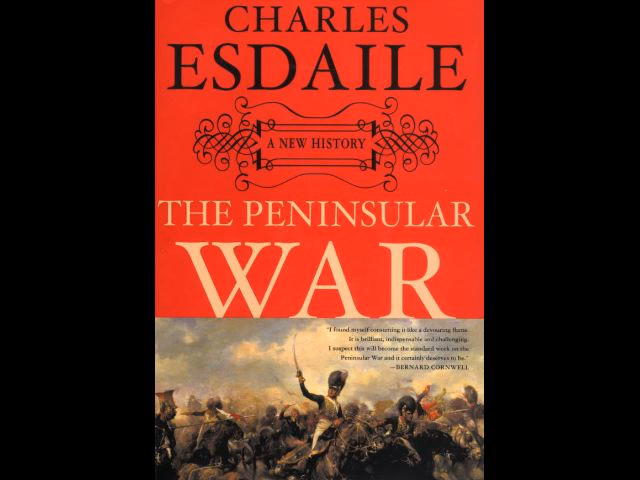 CHARLES
ESDAILE
A NEW HISTORY
THE PENINSULAR
WAR
"I found myself consuming it like a devouring flame.
It is brilliant, indispensable and challenging.
I suspect this will become the standard work on the
Peninsular War and it certainly deserves to be."
—BERNARD CORNWELL